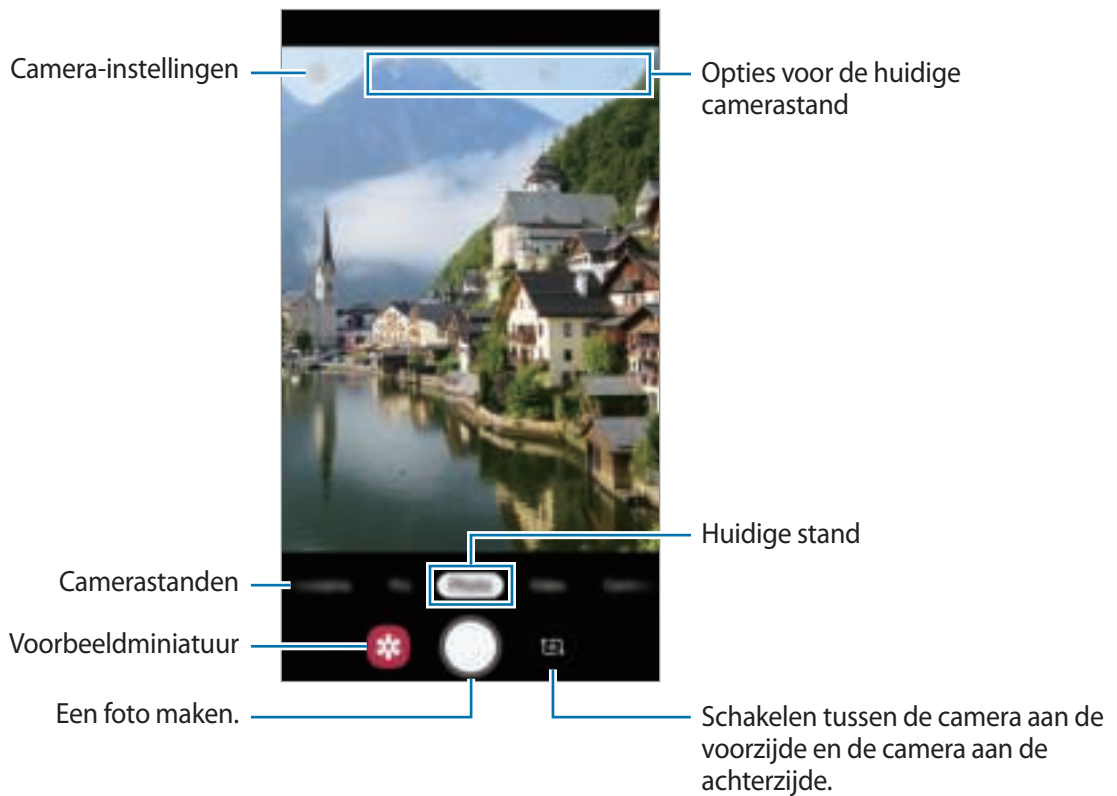 Camera-instellingen
Opties voor de huidige
camerastand
Huidige stand
Camerastanden
Voorbeeldminiatuur
Een foto maken.
Schakelen tussen de camera aan de
voorzijde en de camera aan de
achterzijde.